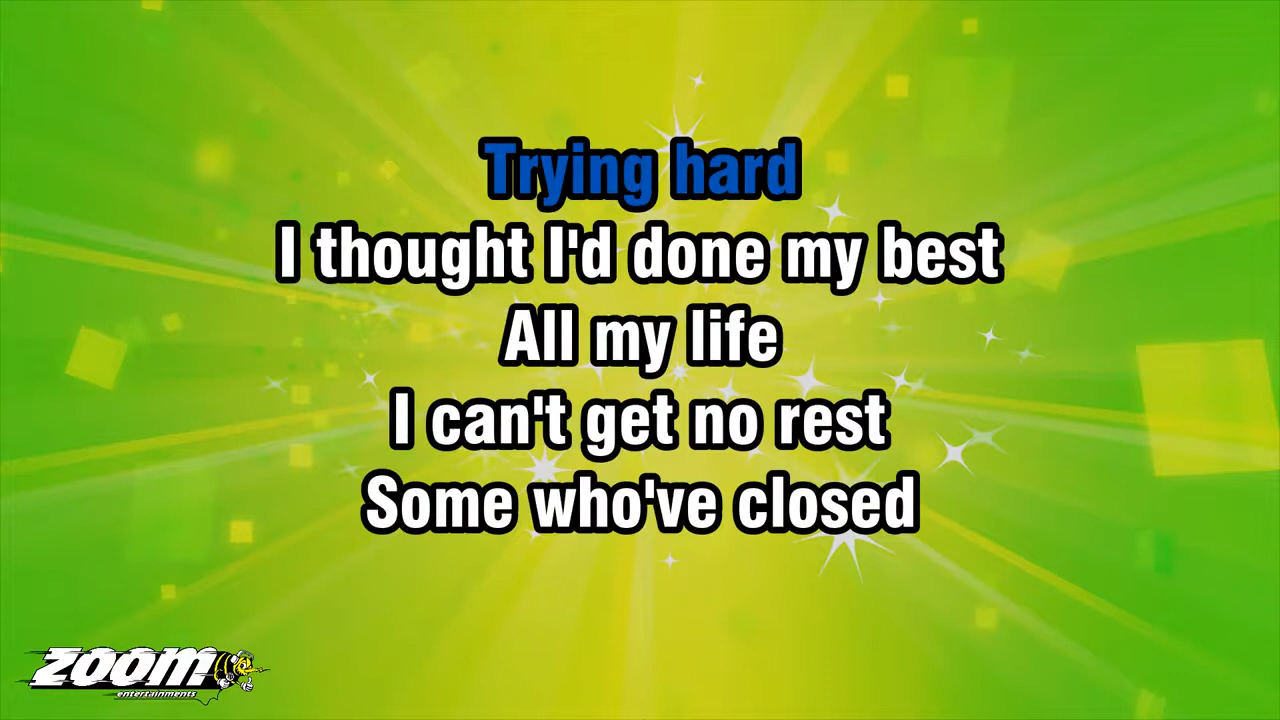 Trying hard
I thought I'd done my best
All my life
I can't get no rest
Some who've closed
ZOOM
entertainments